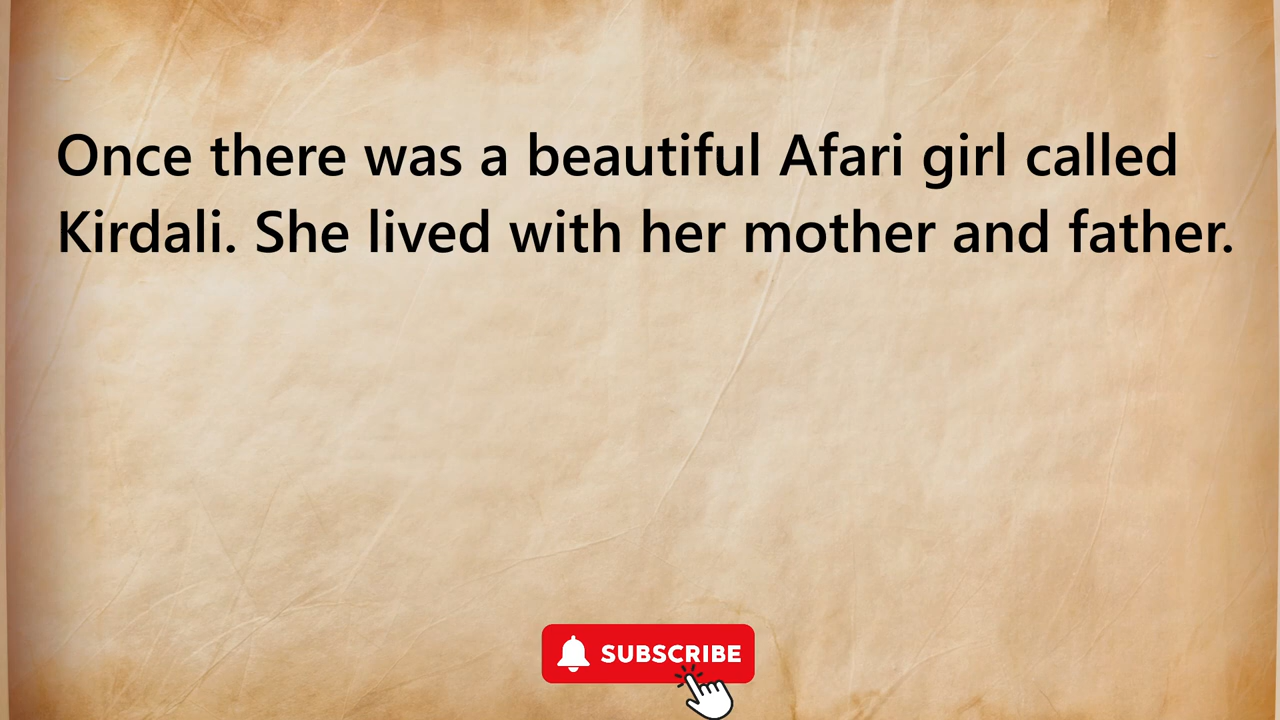 Once there was a beautiful Afari girl called
Kirdali. She lived with her mother and father.
SUBSCRIBE